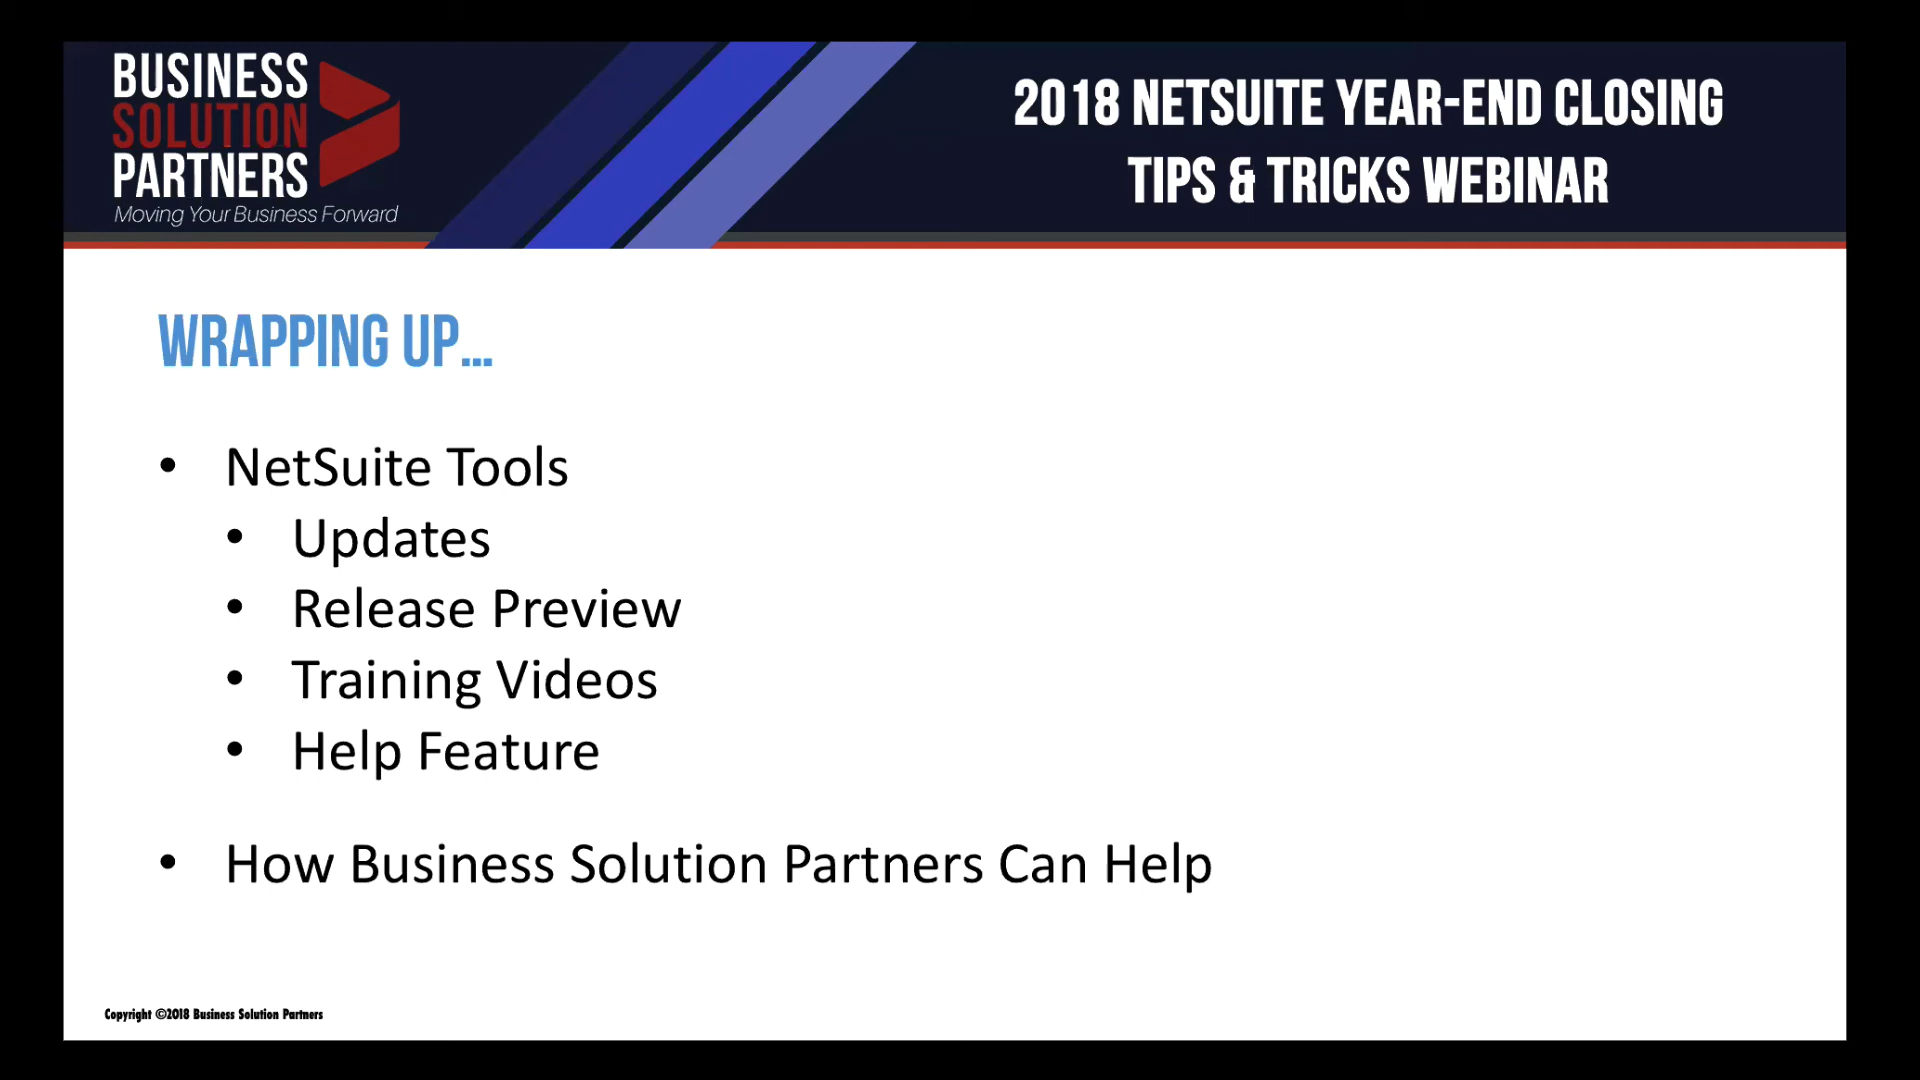 BUSINESS
SOLUTION
PARTNERS
Moving Your Business Forward
2018 NETSUITE YEAR-END CLOSING
TIPS & TRICKS WEBINAR
WRAPPING UP...
• NetSuite Tools
• Updates
• Release Preview
• Training Videos
• Help Feature
• How Business Solution Partners Can Help
Copyright ©2018 Business Solution Partners